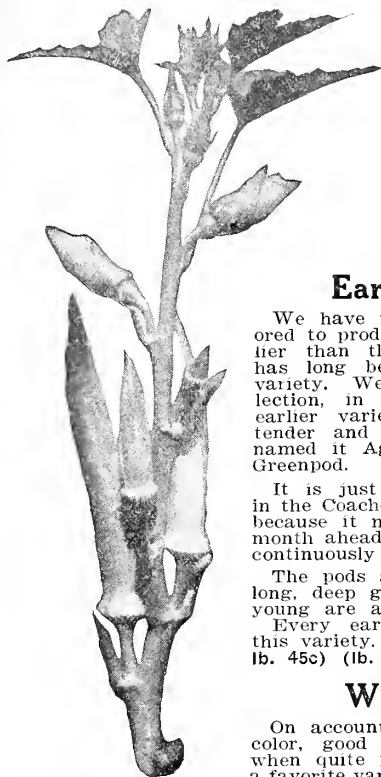 Ear
We have
ored to prod
lier than th
has long be
variety. We
lection, in
earlier varie
tender and
named it Ag
Greenpod.
It is just
in the Coach
because it n
month ahead
continuously
The pods a
long, deep g
young are a
Every ear
this variety.
lb. 45c) (lb.
W
On account
color, good
when quite
a favorite va